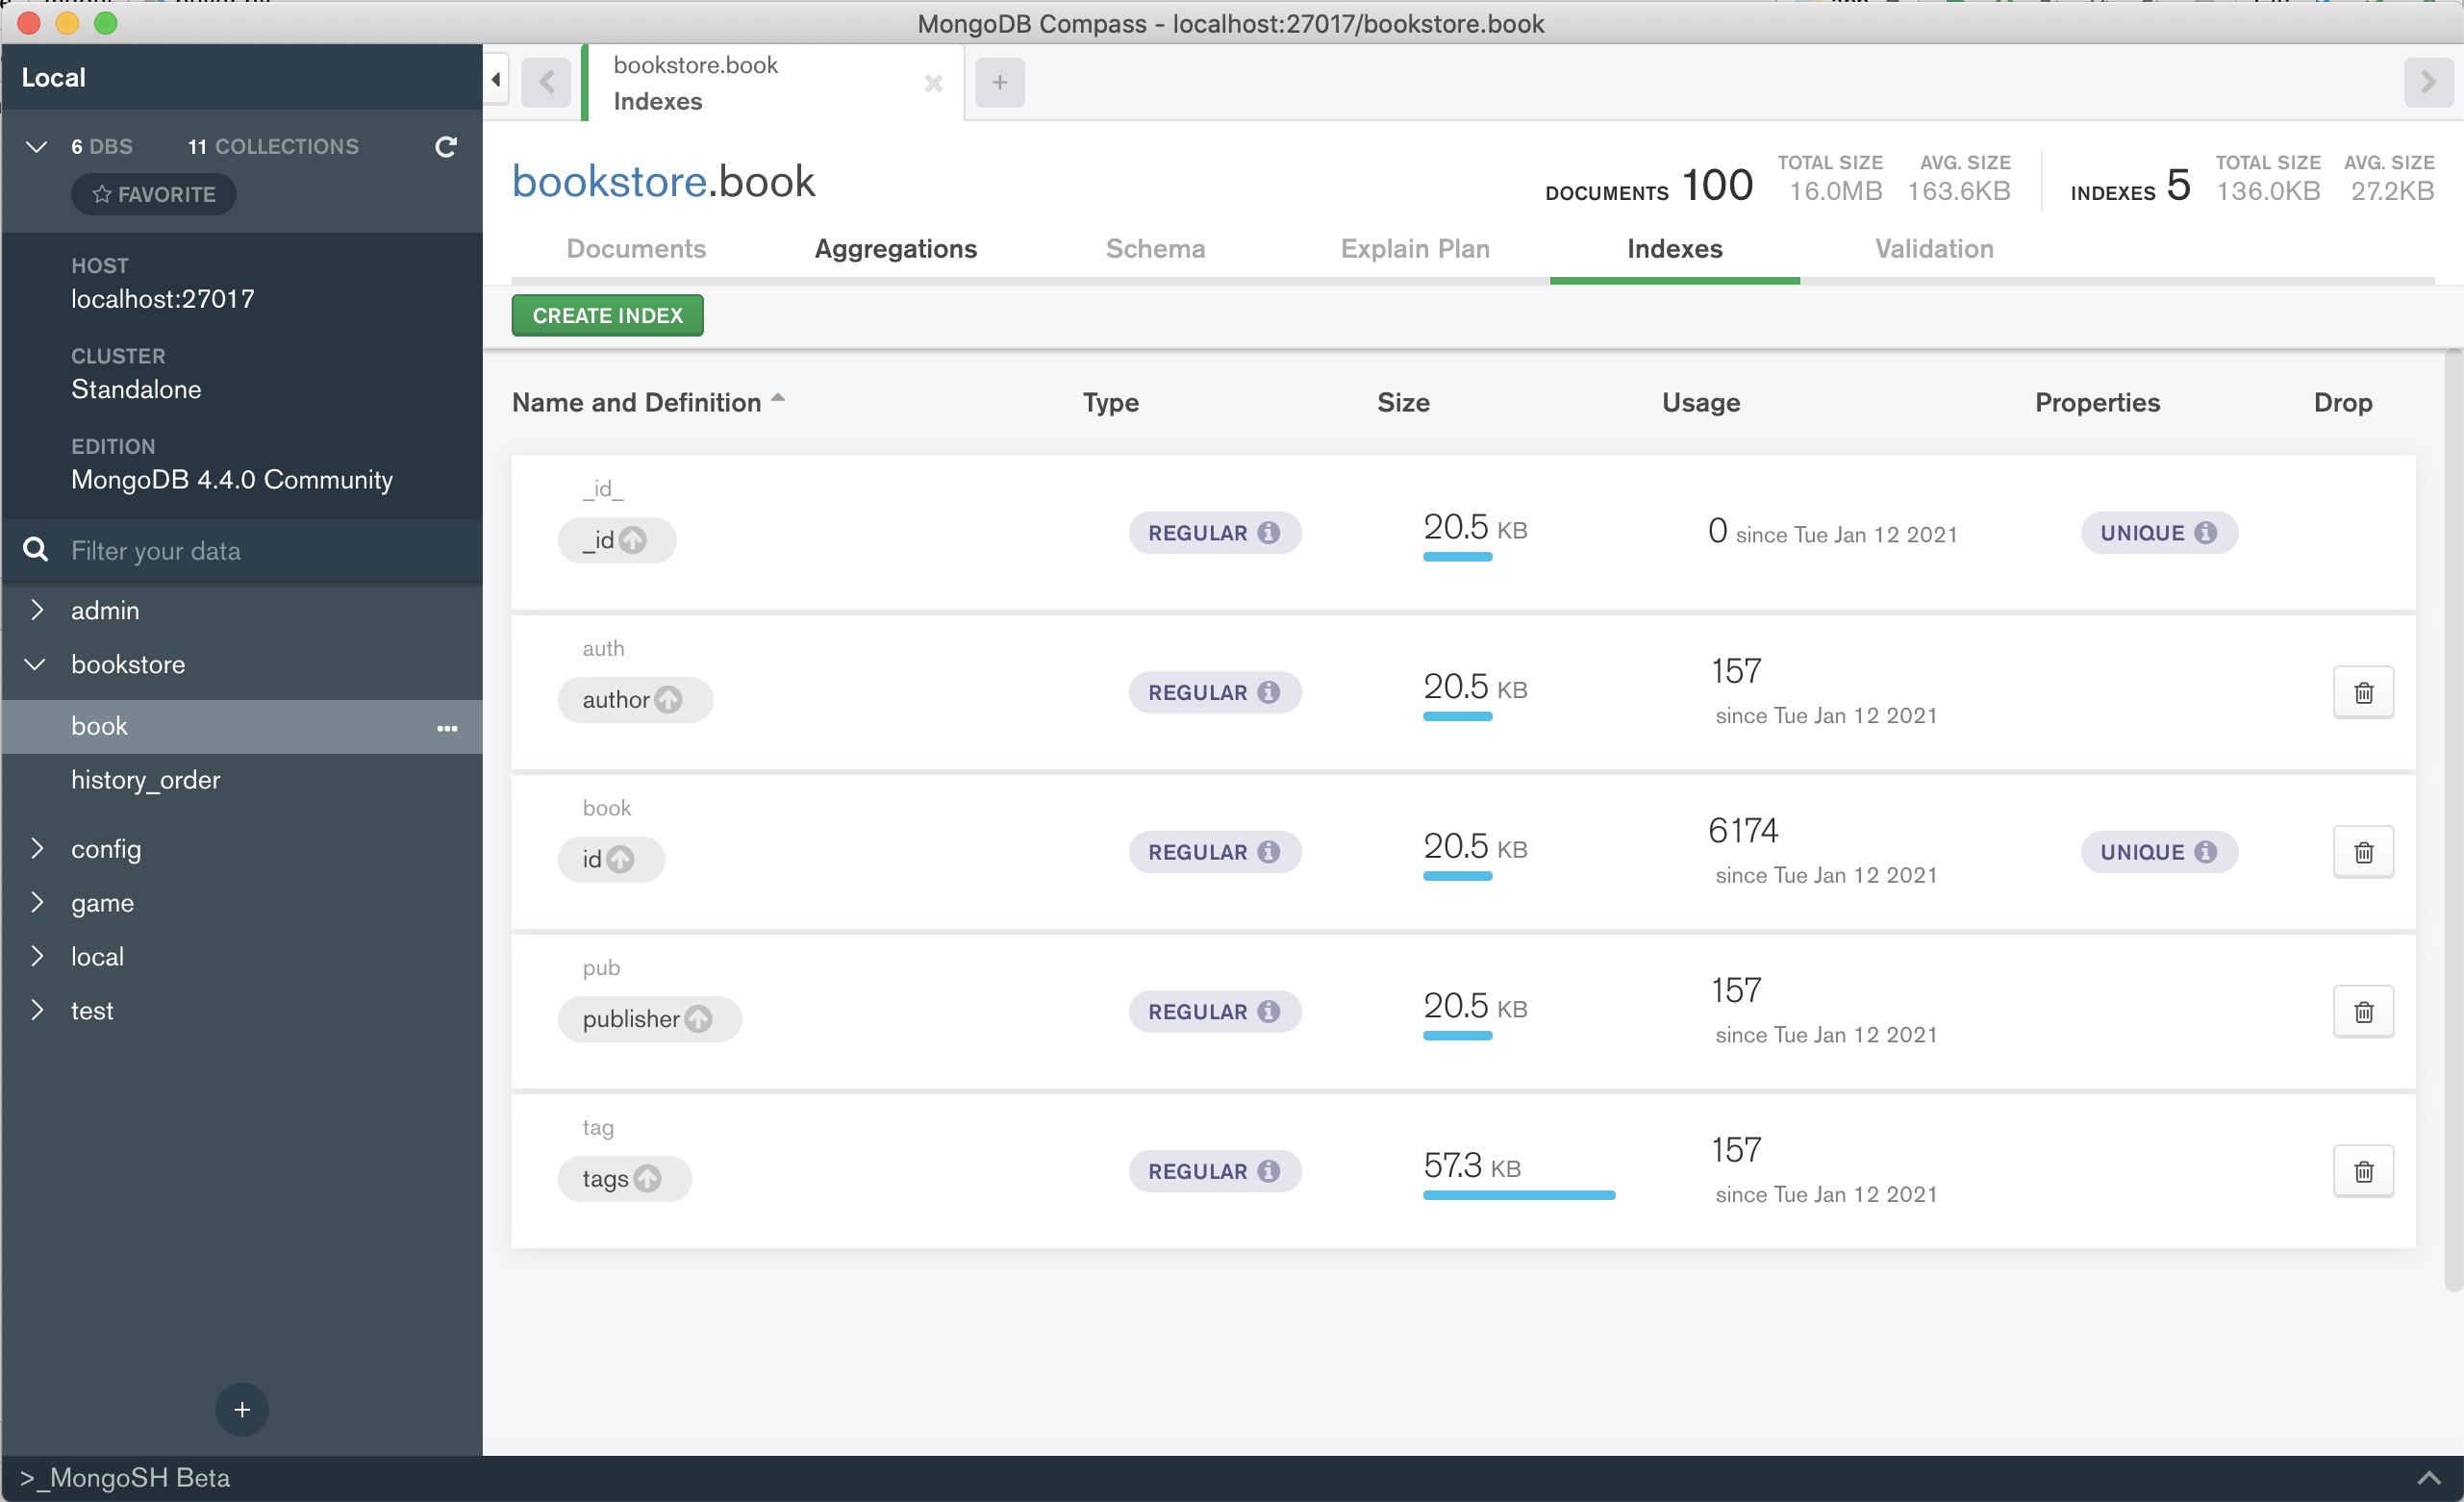 MongoDB Compass - localhost:27017/bookstore.book
Local
6 DBS 11 COLLECTIONS
FAVORITE
HOST
localhost:27017
CLUSTER
Standalone
EDITION
MongoDB 4.4.0 Community
Filter your data
admin
bookstore
book
history_order
config
game
local
test
+
>_MongoSH Beta
bookstore.book
Indexes
+
bookstore.book
DOCUMENTS 100
TOTAL SIZE 16.0MB
AVG. SIZE 163.6KB
INDEXES 5
TOTAL SIZE 136.0KB
AVG. SIZE 27.2KB
Documents Aggregations Schema Explain Plan Indexes Validation
CREATE INDEX
Name and Definition Type Size Usage Properties Drop
_id_
_id REGULAR 20.5 KB 0 since Tue Jan 12 2021 UNIQUE
auth
author REGULAR 20.5 KB 157
since Tue Jan 12 2021
book
id REGULAR 20.5 KB 6174 UNIQUE
since Tue Jan 12 2021
pub
publisher REGULAR 20.5 KB 157
since Tue Jan 12 2021
tag
tags REGULAR 57.3 KB 157
since Tue Jan 12 2021